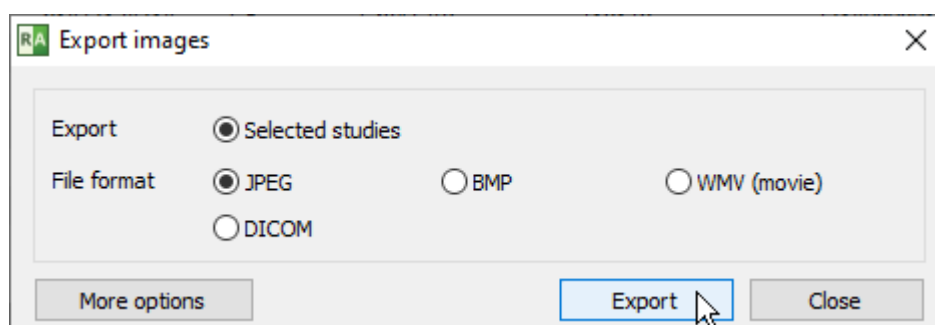 RA Export images
Export Selected studies
File format JPEG BMP WMV (movie)
DICOM
More options Export Close